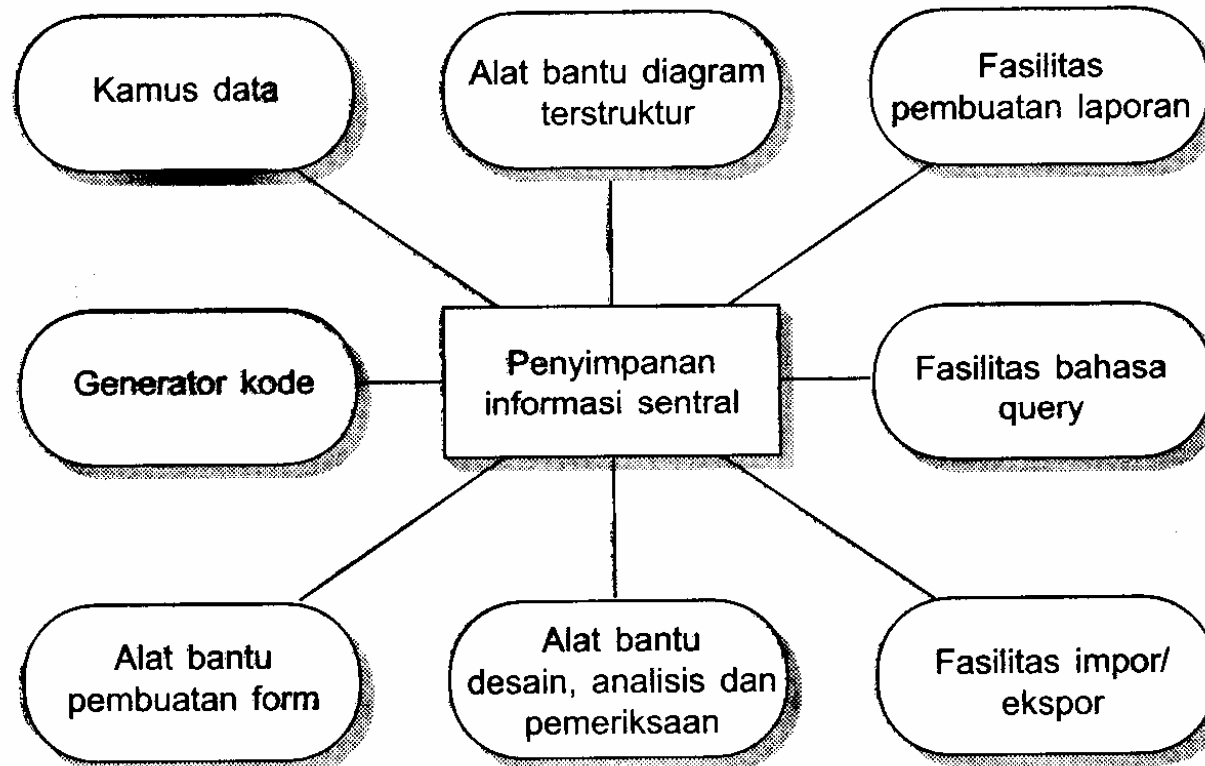 Kamus data
Alat bantu diagram
terstruktur
Fasilitas
pembuatan laporan
Generator kode
Penyimpanan
informasi sentral
Fasilitas bahasa
query
Alat bantu
pembuatan form
Alat bantu
desain, analisis dan
pemeriksaan
Fasilitas impor/
ekspor